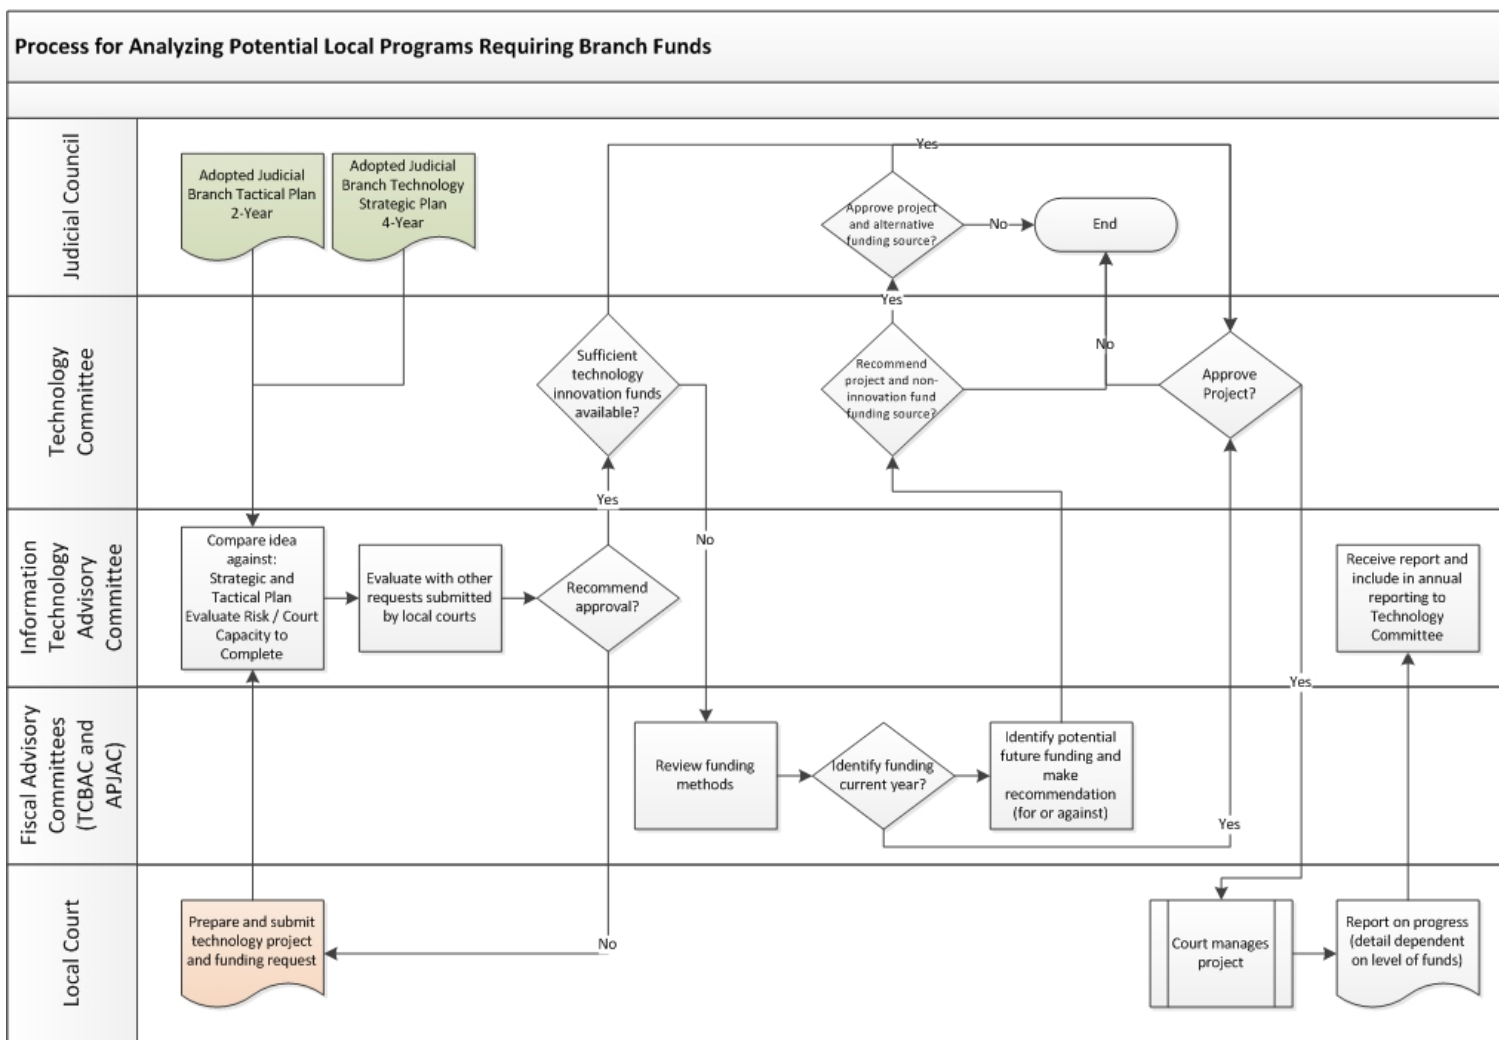 Process for Analyzing Potential Local Programs Requiring Branch Funds
Judicial Council
Adopted Judicial
Branch Tactical Plan
2-Year
Adopted Judicial
Branch Technology
Strategic Plan
4-Year
Yes
Approve project
and alternative
funding source?
No
End
Technology
Committee
Sufficient
technology
innovation funds
available?
Yes
Recommend
project and non-
innovation fund
funding source?
No
Approve
Project?
Yes
No
Information
Technology
Advisory
Committee
Compare idea
against:
Strategic and
Tactical Plan
Evaluate Risk / Court
Capacity to
Complete
Evaluate with other
requests submitted
by local courts
Recommend
approval?
Receive report and
include in annual
reporting to
Technology
Committee
Yes
Fiscal Advisory
Committees
(TCBAC and
APJAC)
Review funding
methods
Identify funding
current year?
Identify potential
future funding and
make
recommendation
(for or against)
Yes
Local Court
Prepare and submit
technology project
and funding request
No
Court manages
project
Report on progress
(detail dependent
on level of funds)